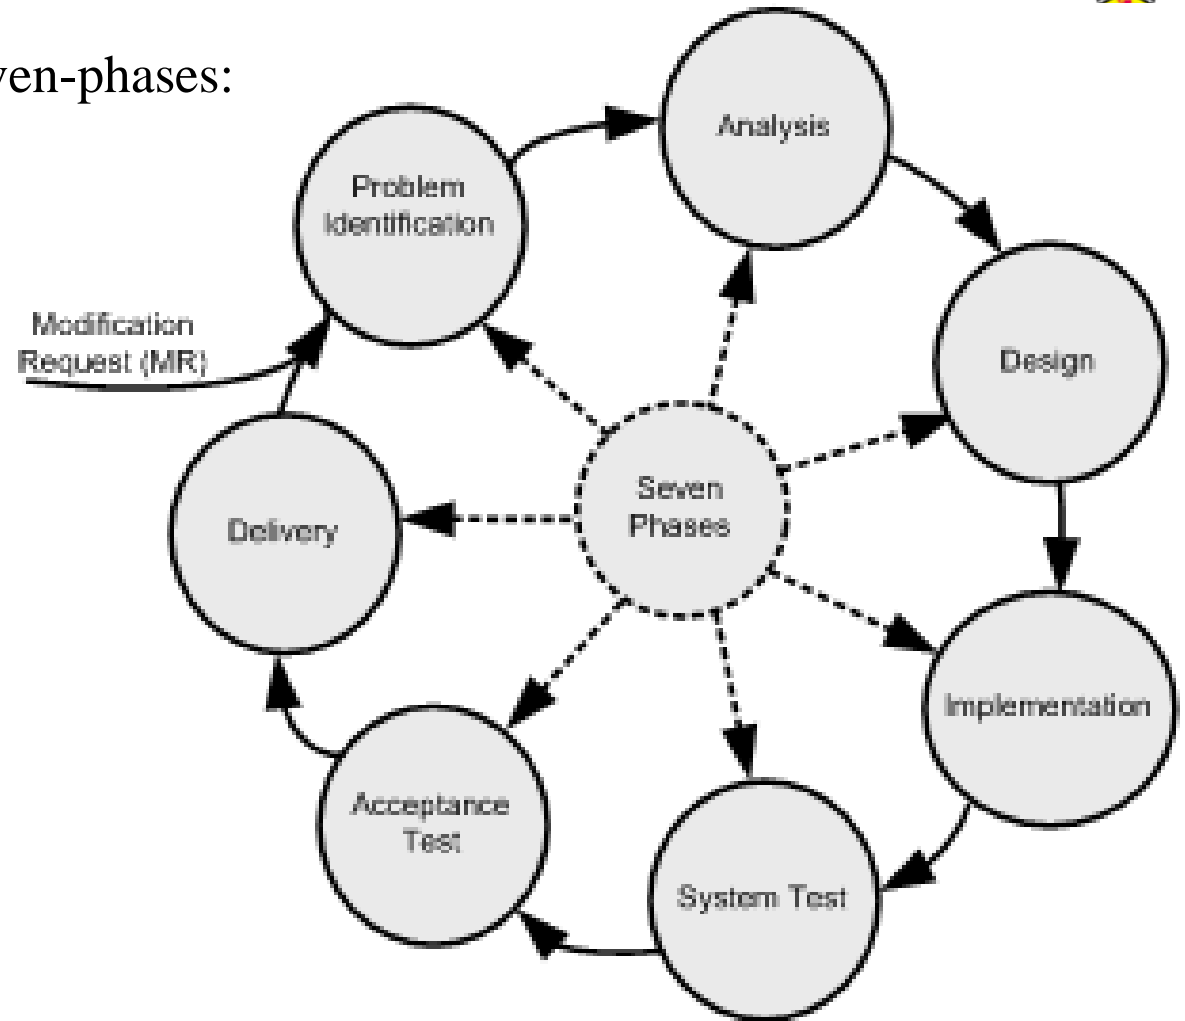 ven-phases:
Analysis
Problem
Identification
Modification
Request (MR)
Design
Seven
Phases
Delivery
Implementation
Acceptance
Test
System Test